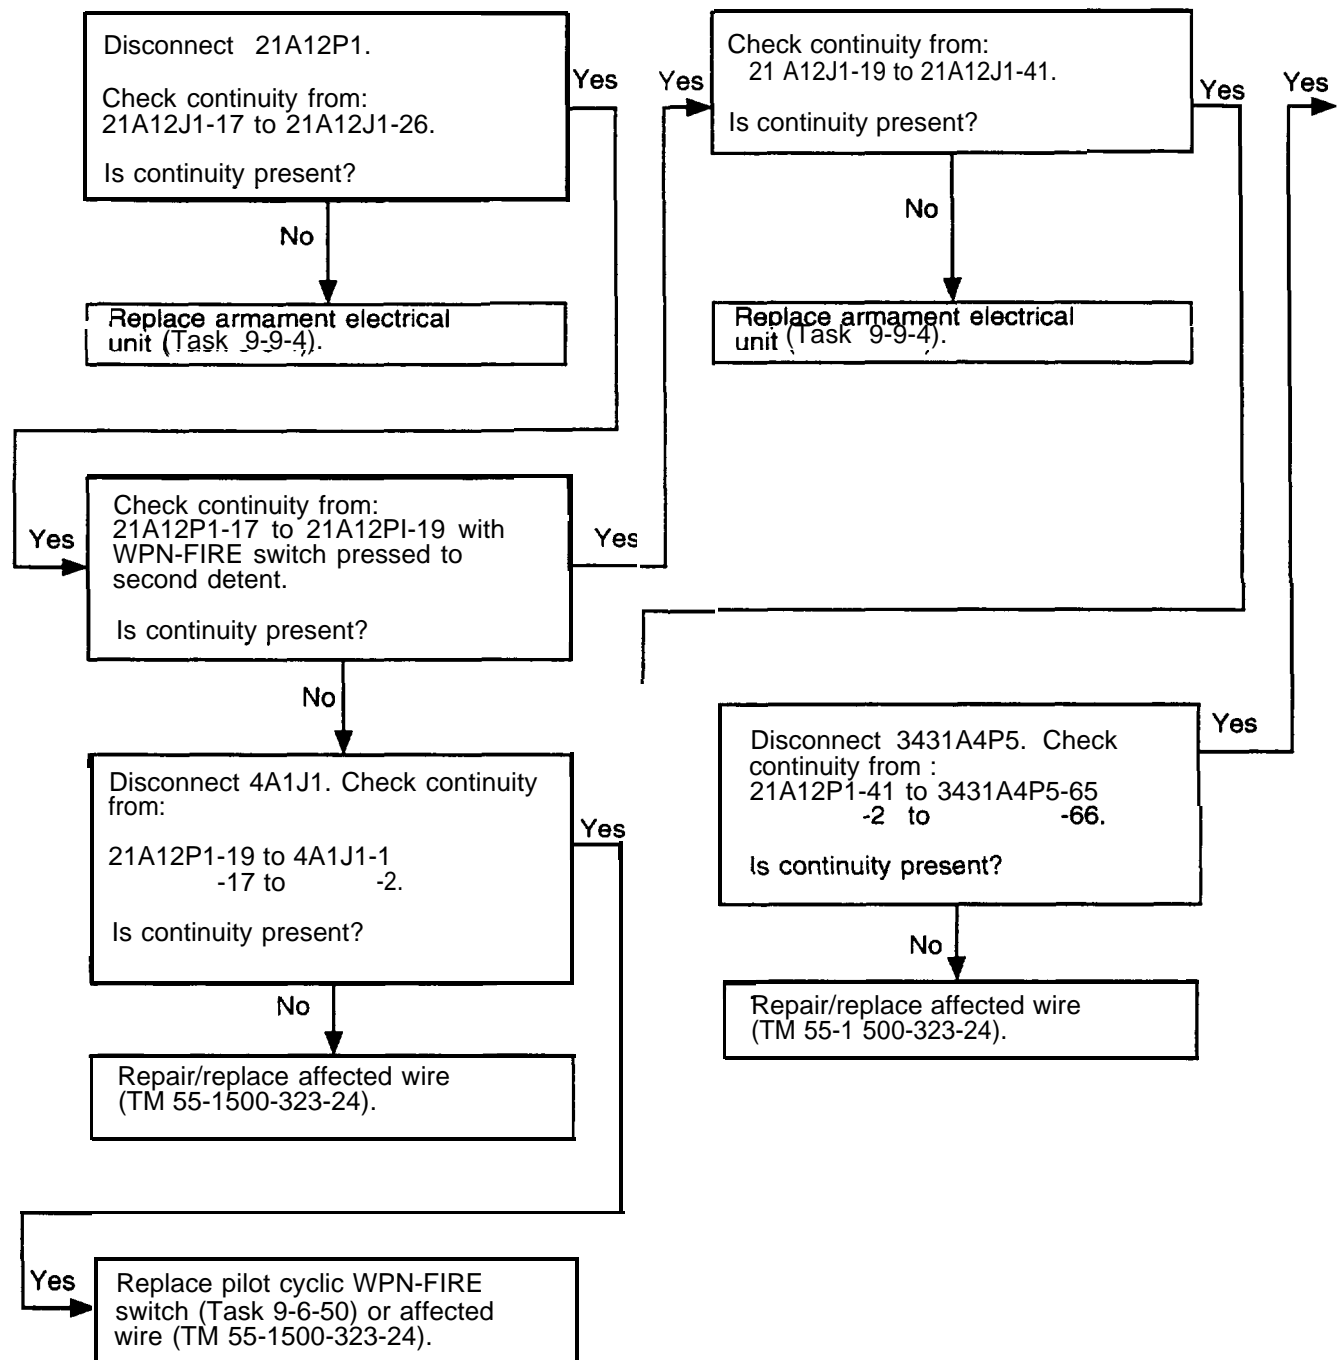 Disconnect 21A12P1.
Check continuity from:
21A12J1-17 to 21A12J1-26.
Is continuity present?
Yes
No
Replace armament electrical
unit (Task 9-9-4).
Yes
Check continuity from:
21A12P1-17 to 21A12PI-19 with
WPN-FIRE switch pressed to
second detent.
Is continuity present?
Yes
No
Disconnect 4A1J1. Check continuity
from:
21A12P1-19 to 4A1J1-1
-17 to -2.
Is continuity present?
Yes
No
Repair/replace affected wire
(TM 55-1500-323-24).
Yes
Replace pilot cyclic WPN-FIRE
switch (Task 9-6-50) or affected
wire (TM 55-1500-323-24).
Yes
Check continuity from:
21 A12J1-19 to 21A12J1-41.
Is continuity present?
Yes
No
Replace armament electrical
unit (Task 9-9-4).
Disconnect 3431A4P5. Check
continuity from :
21A12P1-41 to 3431A4P5-65
-2 to -66.
Is continuity present?
Yes
No
Repair/replace affected wire
(TM 55-1 500-323-24).
Yes